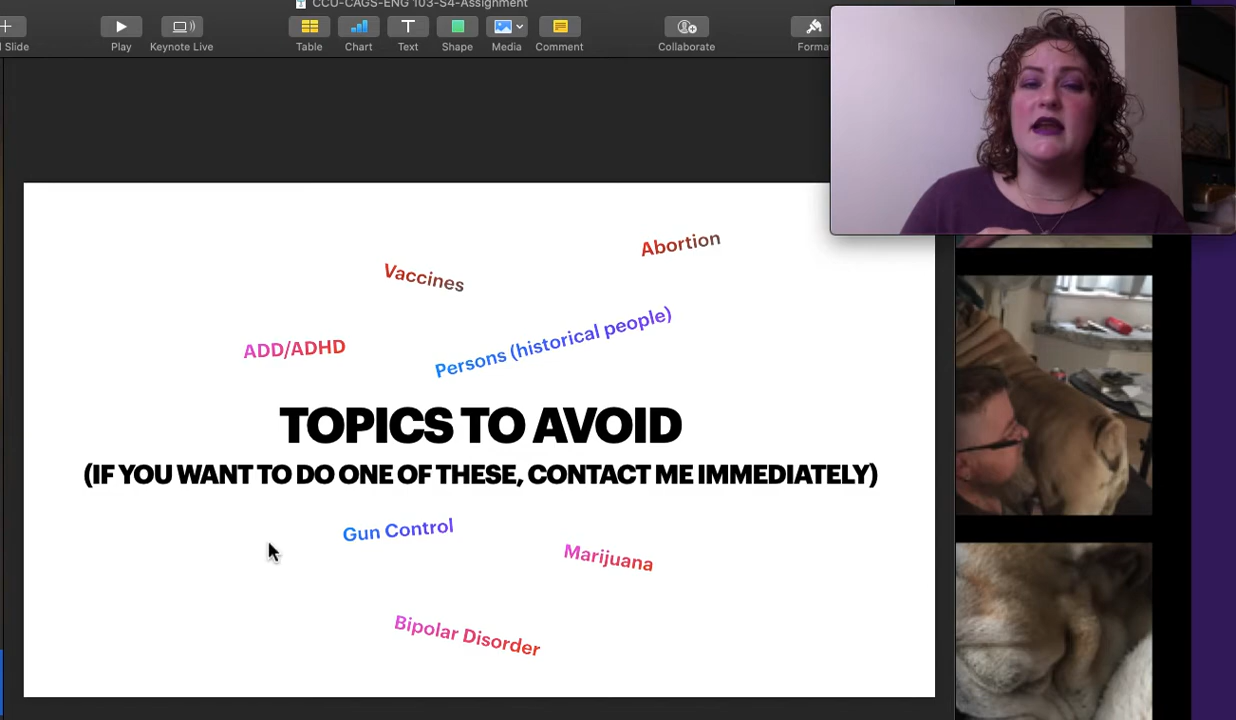 CCU-CAGS-ENG 103-S4-Assignment
Slide
Play
Keynote Live
Table
Chart
Text
Shape
Media
Comment
Collaborate
Forma
Abortion
Vaccines
Persons (historical people)
ADD/ADHD
TOPICS TO AVOID
(IF YOU WANT TO DO ONE OF THESE, CONTACT ME IMMEDIATELY)
Gun Control
Marijuana
Bipolar Disorder